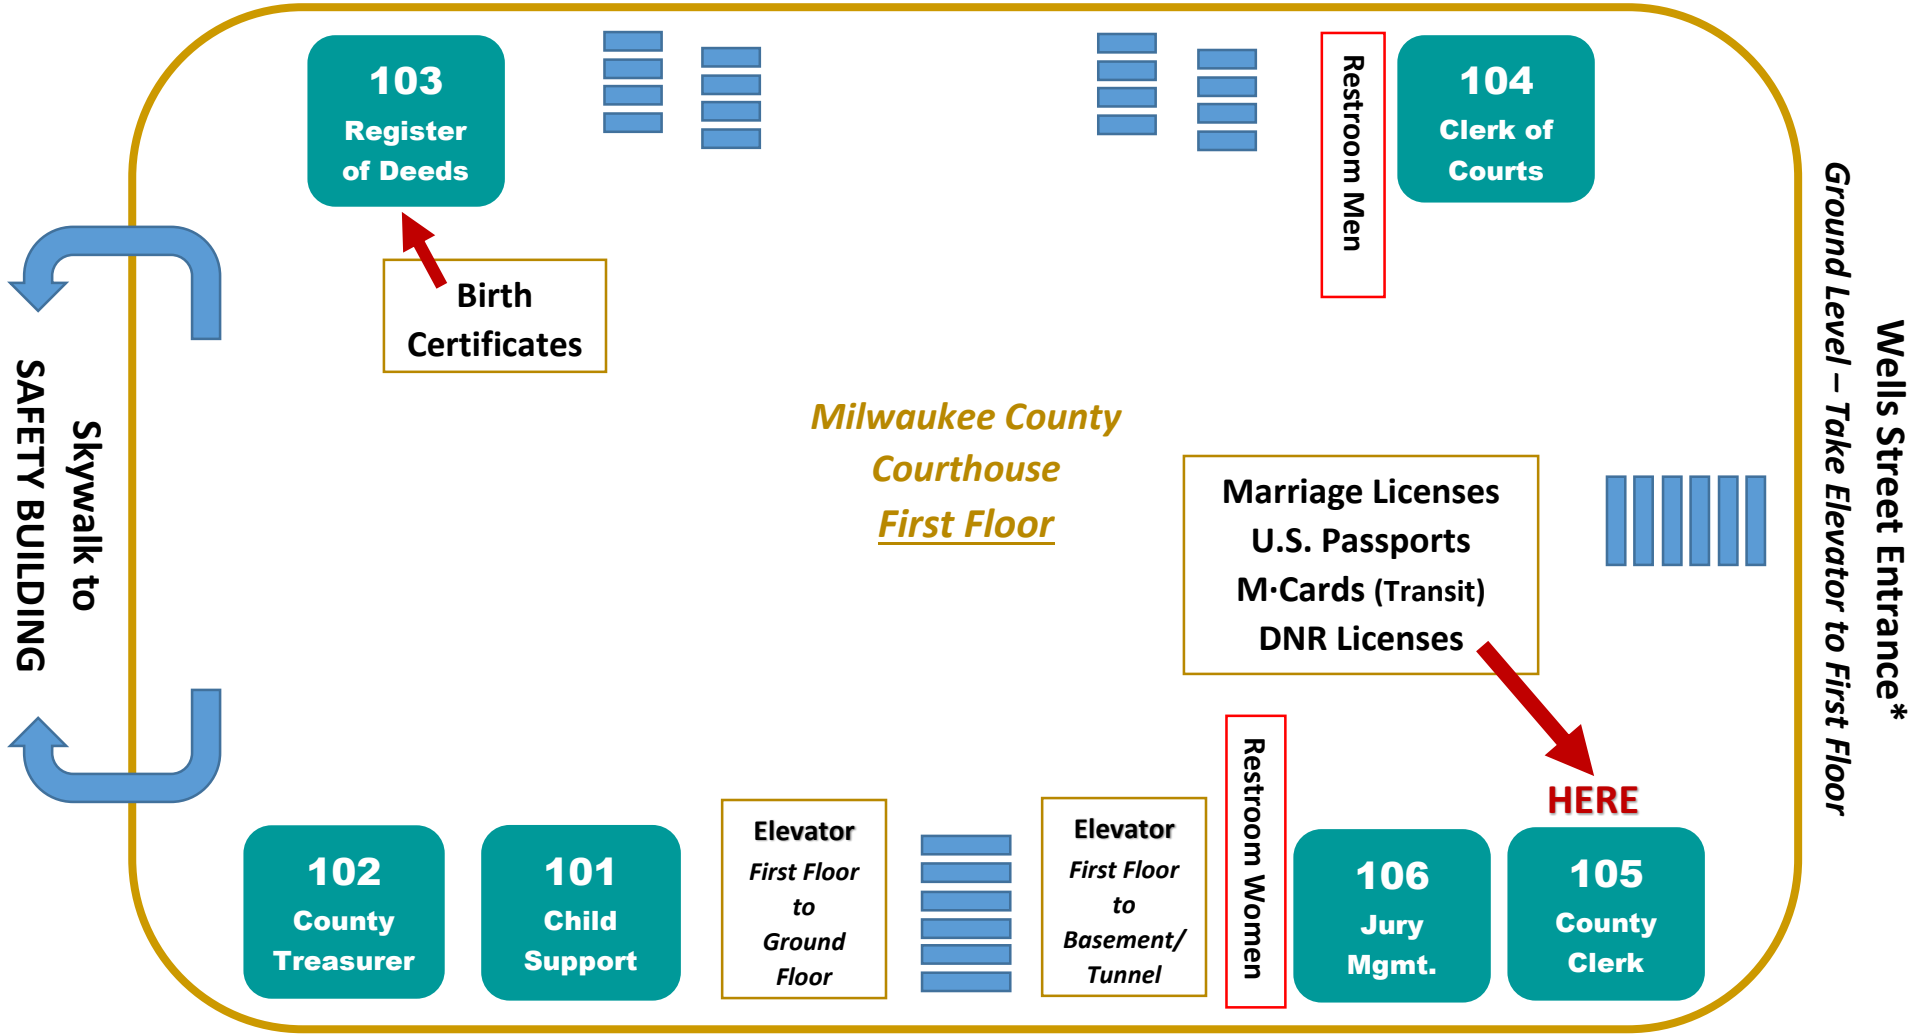 103
Register
of Deeds
Birth
Certificates
Restroom Men
104
Clerk of
Courts
Skywalk to
SAFETY BUILDING
Milwaukee County
Courthouse
First Floor
Marriage Licenses
U.S. Passports
M·Cards (Transit)
DNR Licenses
HERE
Wells Street Entrance*
Ground Level – Take Elevator to First Floor
102
County
Treasurer
101
Child
Support
Elevator
First Floor
to
Ground
Floor
Elevator
First Floor
to
Basement/
Tunnel
Restroom Women
106
Jury
Mgmt.
105
County
Clerk